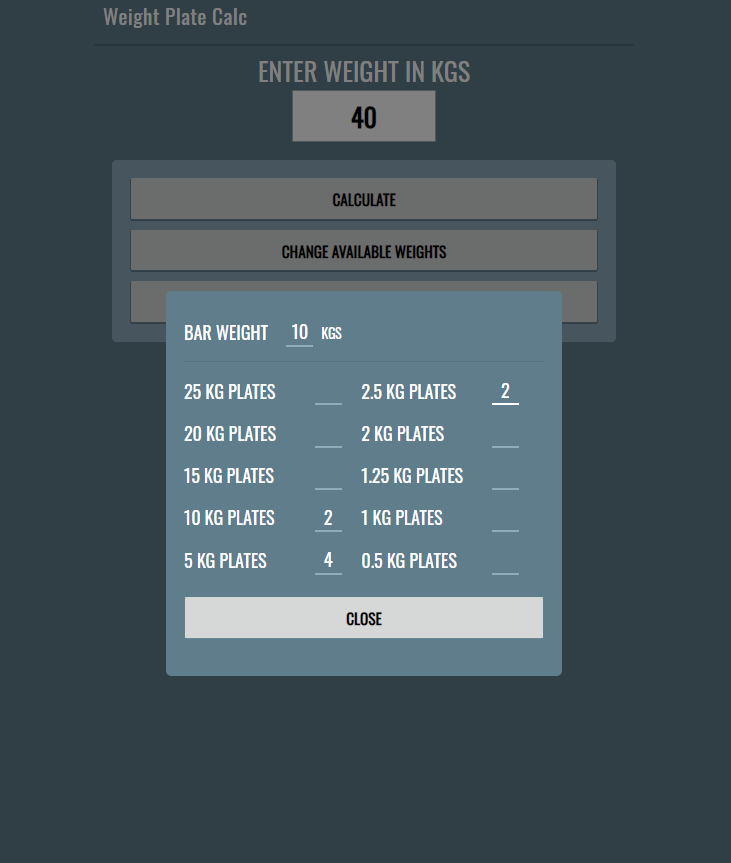 Weight Plate Calc
ENTER WEIGHT IN KGS
40
CALCULATE
CHANGE AVAILABLE WEIGHTS
BAR WEIGHT 10 KGS
25 KG PLATES
2.5 KG PLATES 2
20 KG PLATES
2 KG PLATES
15 KG PLATES
1.25 KG PLATES
10 KG PLATES 2
1 KG PLATES
5 KG PLATES 4
0.5 KG PLATES
CLOSE